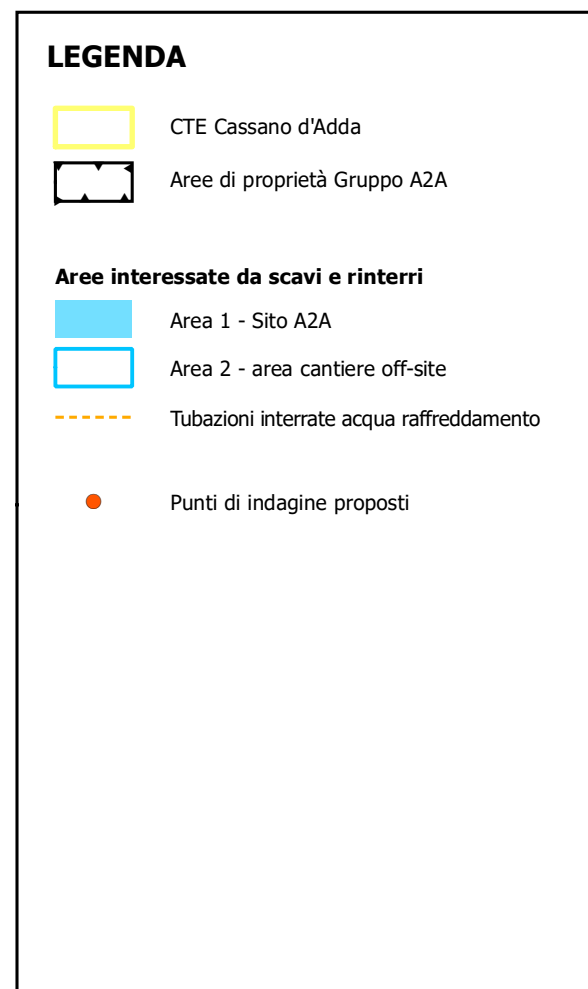 LEGENDA
CTE Cassano d'Adda
Aree di proprietà Gruppo A2A
Aree interessate da scavi e rinterri
Area 1 - Sito A2A
Area 2 - area cantiere off-site
Tubazioni interrate acqua raffreddamento
Punti di indagine proposti